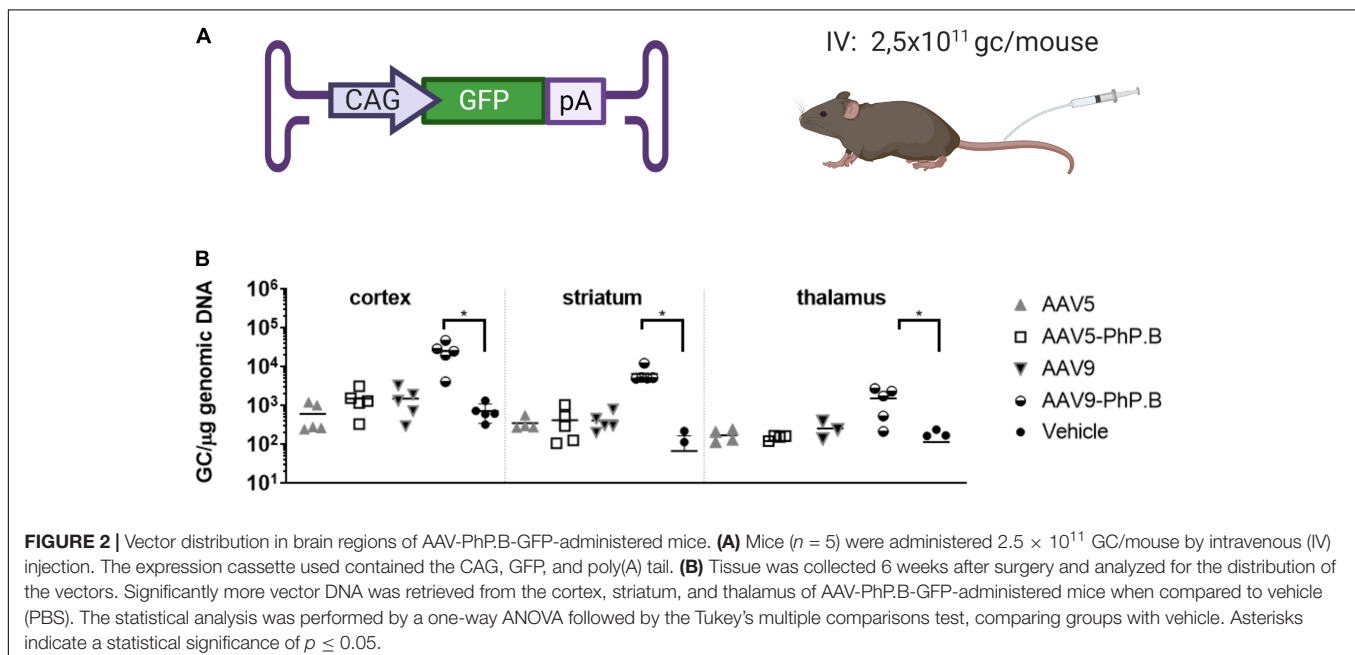 A
IV: 2,5x10¹¹ gc/mouse
CAG GFP pA
B
GC/μg genomic DNA
10⁶
10⁵
10⁴
10³
10²
10¹
cortex striatum thalamus
* * *
AAV5
AAV5-PhP.B
AAV9
AAV9-PhP.B
Vehicle
FIGURE 2 | Vector distribution in brain regions of AAV-PhP.B-GFP-administered mice. (A) Mice (n = 5) were administered 2.5 × 10¹¹ GC/mouse by intravenous (IV)
injection. The expression cassette used contained the CAG, GFP, and poly(A) tail. (B) Tissue was collected 6 weeks after surgery and analyzed for the distribution of
the vectors. Significantly more vector DNA was retrieved from the cortex, striatum, and thalamus of AAV-PhP.B-GFP-administered mice when compared to vehicle
(PBS). The statistical analysis was performed by a one-way ANOVA followed by the Tukey's multiple comparisons test, comparing groups with vehicle. Asterisks
indicate a statistical significance of p ≤ 0.05.